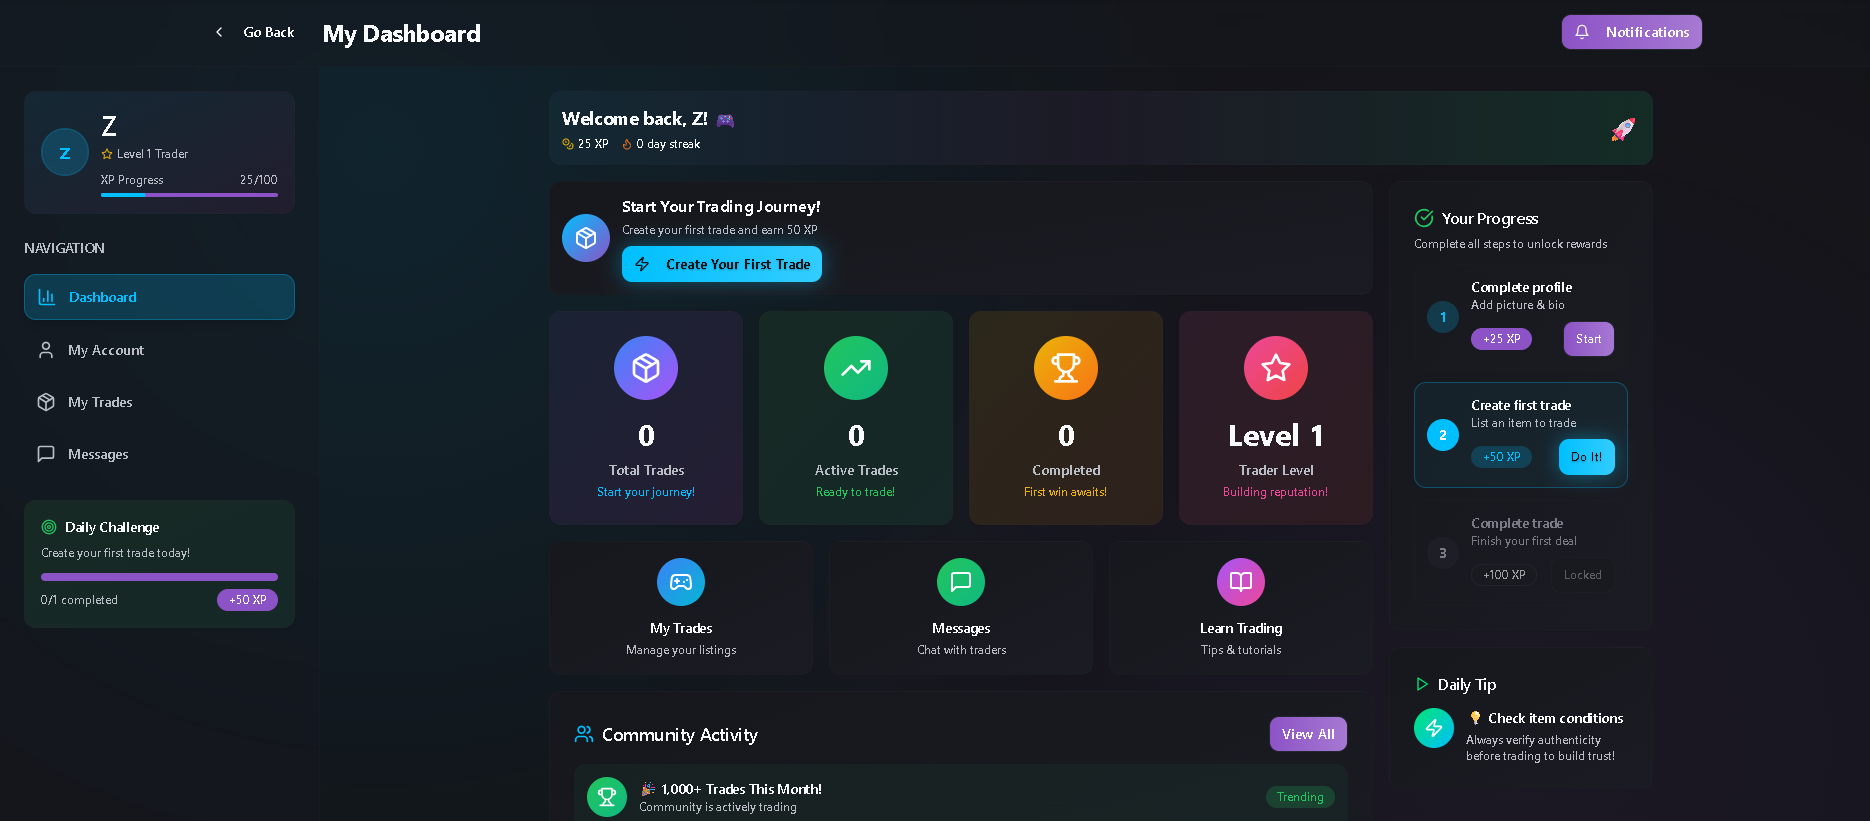 Go Back
My Dashboard
Notifications
Z
Z
Level 1 Trader
XP Progress 25/100
NAVIGATION
Dashboard
My Account
My Trades
Messages
Daily Challenge
Create your first trade today!
0/1 completed +50 XP
Welcome back, Z! 🎮
25 XP 0 day streak
Start Your Trading Journey!
Create your first trade and earn 50 XP
Create Your First Trade
0
Total Trades
Start your journey!
0
Active Trades
Ready to trade!
0
Completed
First win awaits!
Level 1
Trader Level
Building reputation!
My Trades
Manage your listings
Messages
Chat with traders
Learn Trading
Tips & tutorials
Community Activity
View All
🎉 1,000+ Trades This Month!
Community is actively trading
Trending
Your Progress
Complete all steps to unlock rewards
1
Complete profile
Add picture & bio
+25 XP
Start
2
Create first trade
List an item to trade
+50 XP
Do It!
3
Complete trade
Finish your first deal
+100 XP
Locked
Daily Tip
💡 Check item conditions
Always verify authenticity
before trading to build trust!